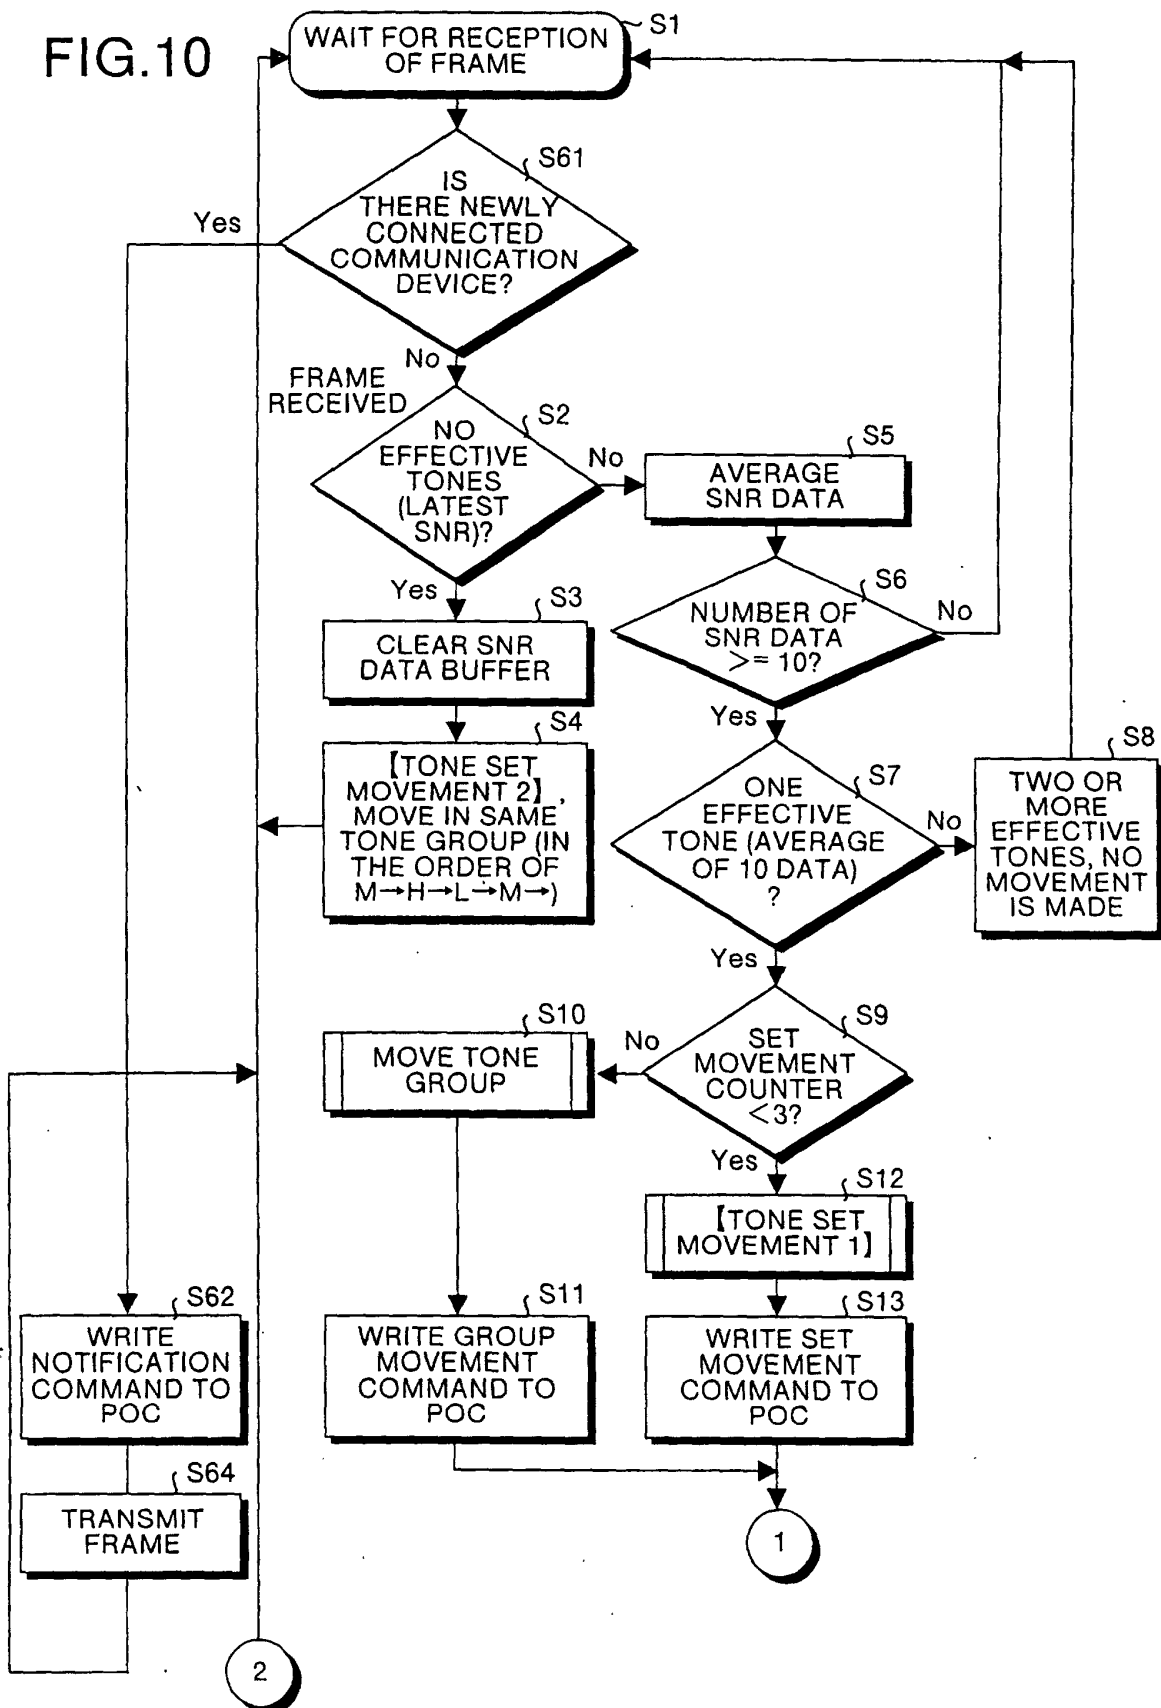 FIG.10
WAIT FOR RECEPTION
OF FRAME
S1
S61
IS
THERE NEWLY
CONNECTED
COMMUNICATION
DEVICE?
Yes
No
FRAME
RECEIVED
S2
NO
EFFECTIVE
TONES
(LATEST
SNR)?
No
Yes
S5
AVERAGE
SNR DATA
S3
CLEAR SNR
DATA BUFFER
S6
NUMBER OF
SNR DATA
>= 10?
No
Yes
S4
【TONE SET
MOVEMENT 2】,
MOVE IN SAME
TONE GROUP (IN
THE ORDER OF
M→H→L→M→)
S7
ONE
EFFECTIVE
TONE (AVERAGE
OF 10 DATA)
?
No
Yes
S8
TWO OR
MORE
EFFECTIVE
TONES, NO
MOVEMENT
IS MADE
S9
SET
MOVEMENT
COUNTER
<3?
No
Yes
S10
MOVE TONE
GROUP
S12
【TONE SET
MOVEMENT 1】
S62
WRITE
NOTIFICATION
COMMAND TO
POC
S11
WRITE GROUP
MOVEMENT
COMMAND TO
POC
S13
WRITE SET
MOVEMENT
COMMAND TO
POC
S64
TRANSMIT
FRAME
1
2